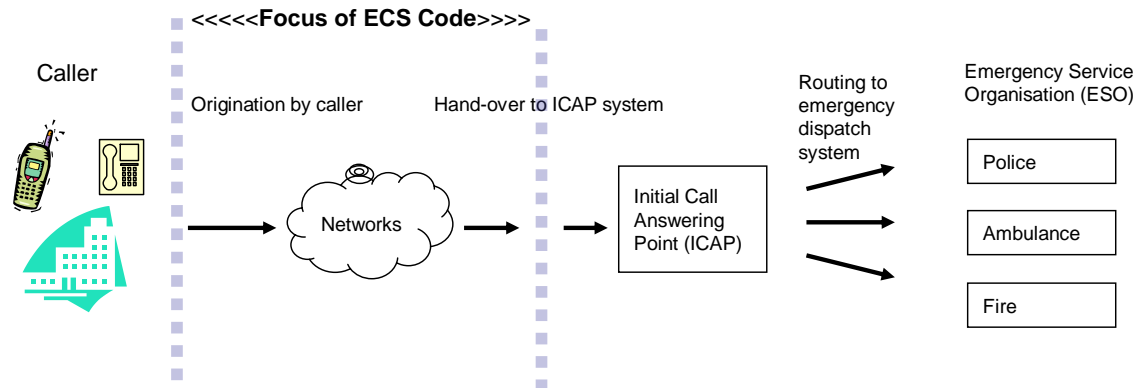 <<<<<Focus of ECS Code>>>>
Caller
Origination by caller
Hand-over to ICAP system
Routing to
emergency
dispatch
system
Emergency Service
Organisation (ESO)
Networks
Initial Call
Answering
Point (ICAP)
Police
Ambulance
Fire